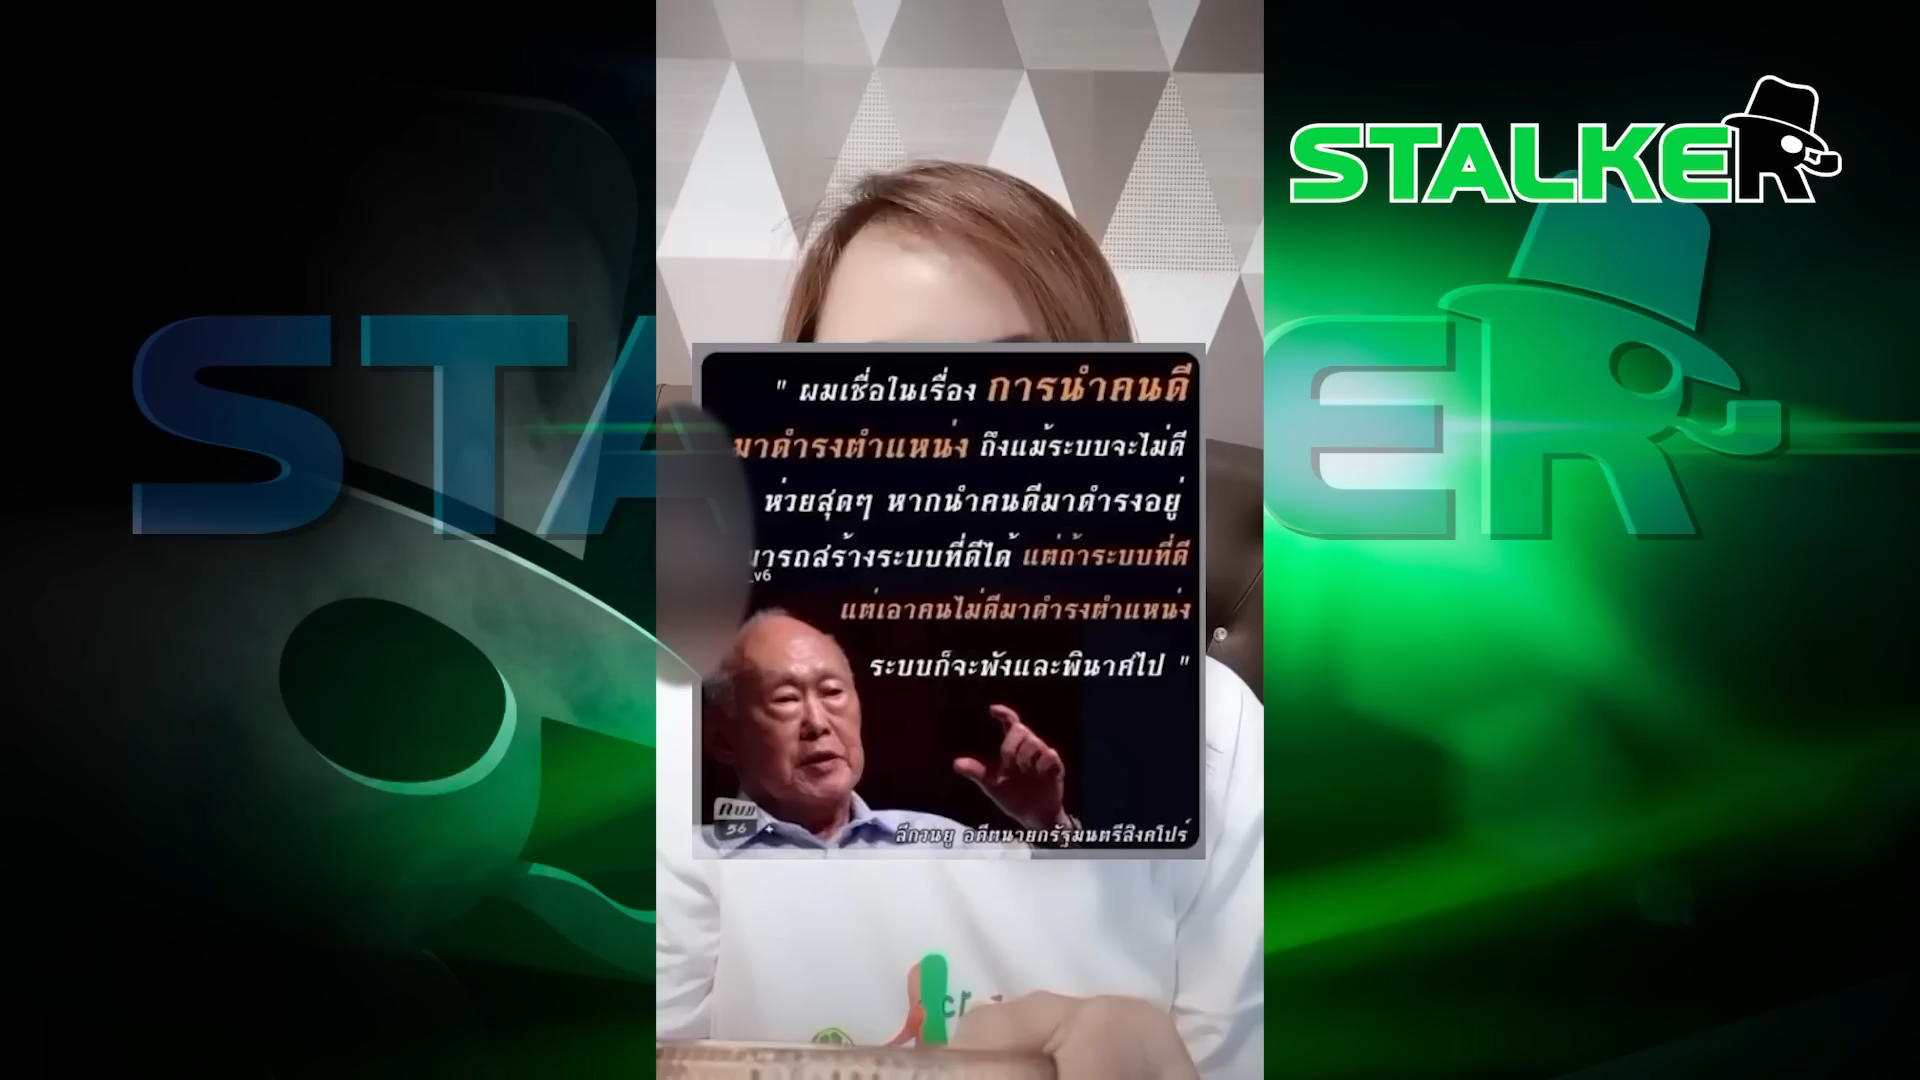 STALKER
STALKER
" ผมเชื่อในเรื่อง การนำคนดี
มาดำรงตำแหน่ง ถึงแม้ระบบจะไม่ดี
ห่วยสุดๆ หากนำคนดีมาดำรงอยู่
มารถสร้างระบบที่ดีได้ แต่ถ้าระบบที่ดี
_v6
แต่เอาคนไม่ดีมาดำรงตำแหน่ง
ระบบก็จะพังและพินาศไป "
56
ลีกวนยู อดีตนายกรัฐมนตรีสิงคโปร์